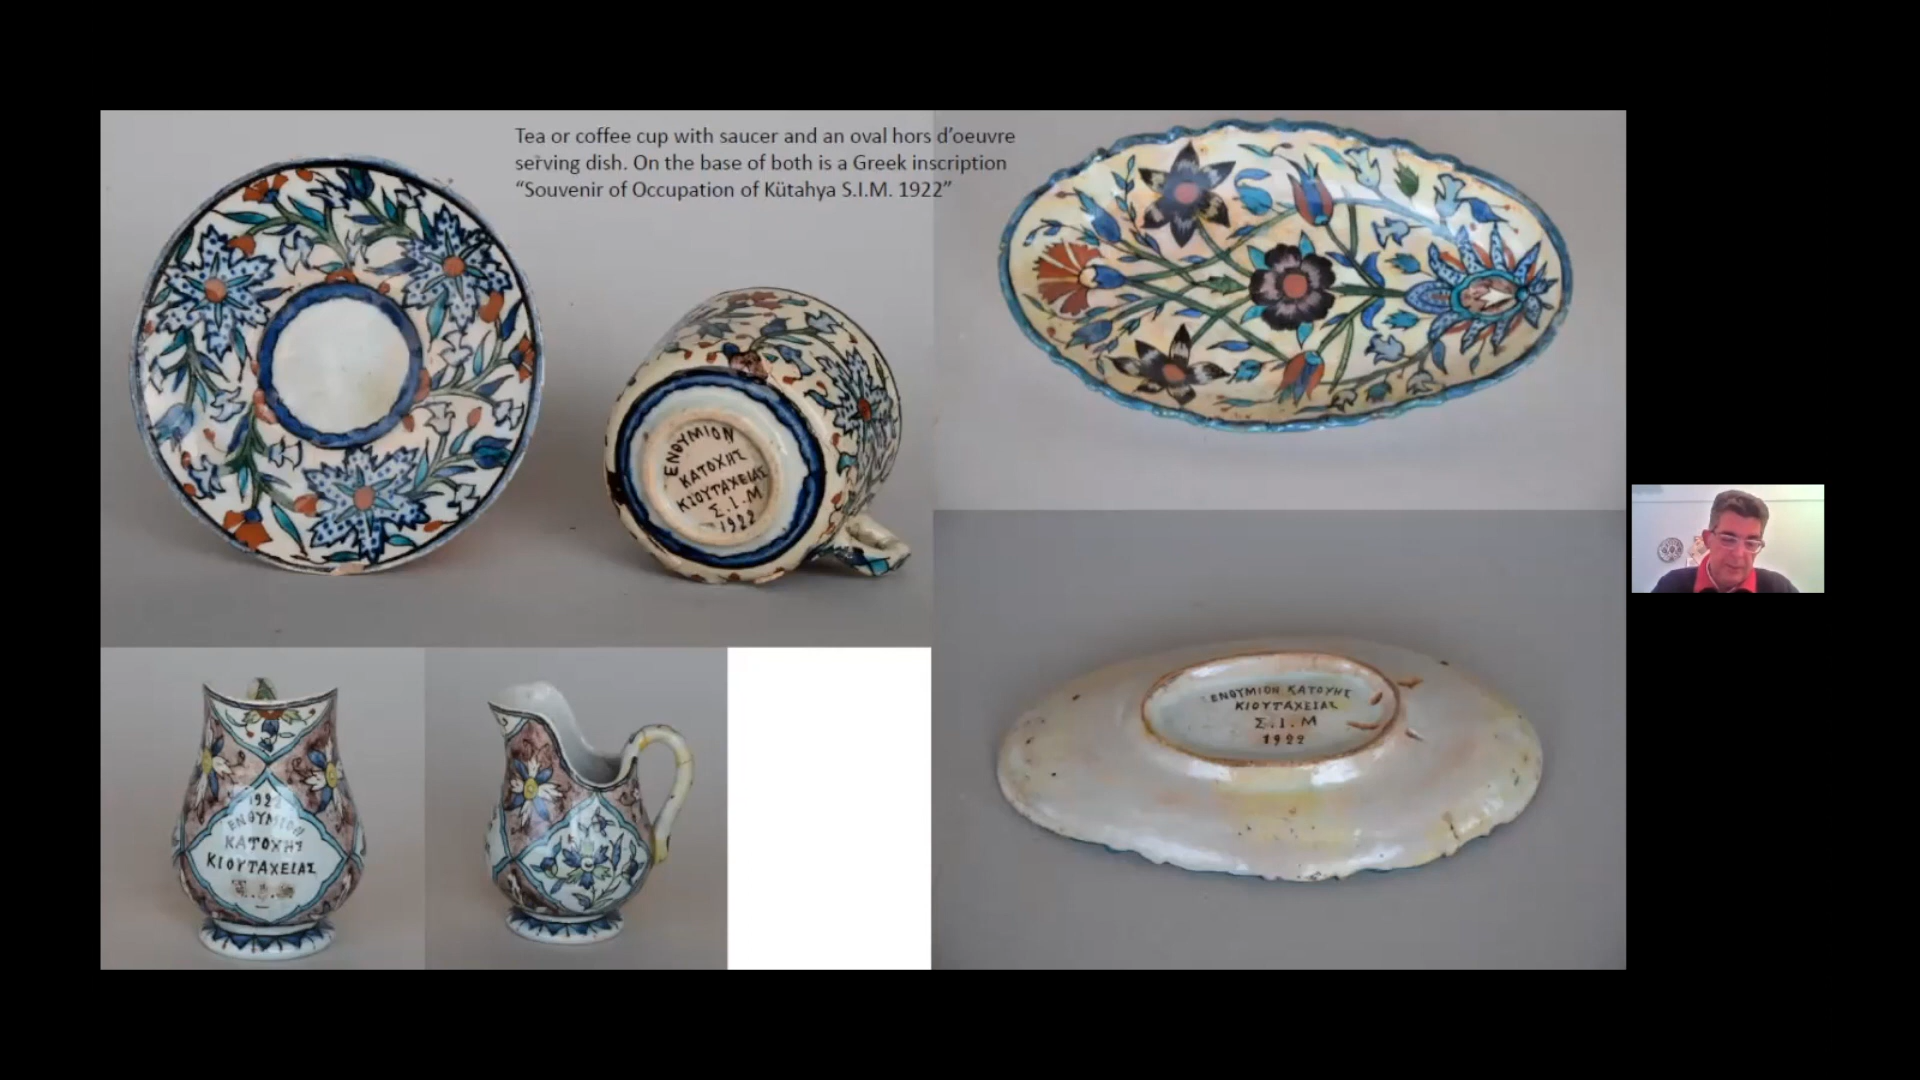 Tea or coffee cup with saucer and an oval hors d’oeuvre
serving dish. On the base of both is a Greek inscription
“Souvenir of Occupation of Kütahya S.I.M. 1922”
ΕΝΘΥΜΙΟΝ
ΚΑΤΟΧΗΣ
ΚΙΟΥΤΑΧΕΙΑΣ
Σ.Ι.Μ
1922
ΕΝΘΥΜΙΟΝ ΚΑΤΟΧΗΣ
ΚΙΟΥΤΑΧΕΙΑΣ
Σ.Ι.Μ
1922
1922
ΕΝΘΥΜΙΟΝ
ΚΑΤΟΧΗΣ
ΚΙΟΥΤΑΧΕΙΑΣ